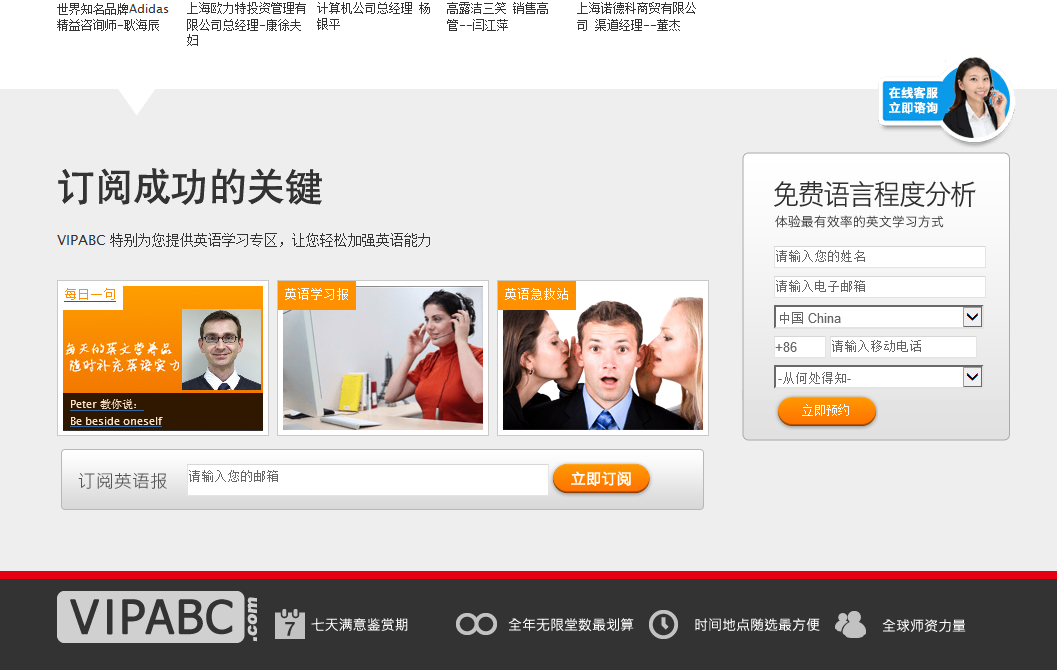 世界知名品牌Adidas
精益咨询师-耿海辰
上海欧力特投资管理有
限公司总经理-康徐夫
妇
计算机公司总经理 杨
银平
高露洁三笑 销售高
管--闫江萍
上海诺德科商贸有限公
司 渠道经理--董杰
在线客服
立即谘询
订阅成功的关键
VIPABC 特别为您提供英语学习专区，让您轻松加强英语能力
每日一句
每天的英文营养品
随时补充英语实力
Peter 教你说：
Be beside oneself
英语学习报
英语急救站
订阅英语报
请输入您的邮箱
立即订阅
免费语言程度分析
体验最有效率的英文学习方式
请输入您的姓名
请输入电子邮箱
中国 China
+86
请输入移动电话
-从何处得知-
立即预约
VIPABC.com
7
七天满意鉴赏期
全年无限堂数最划算
时间地点随选最方便
全球师资力量